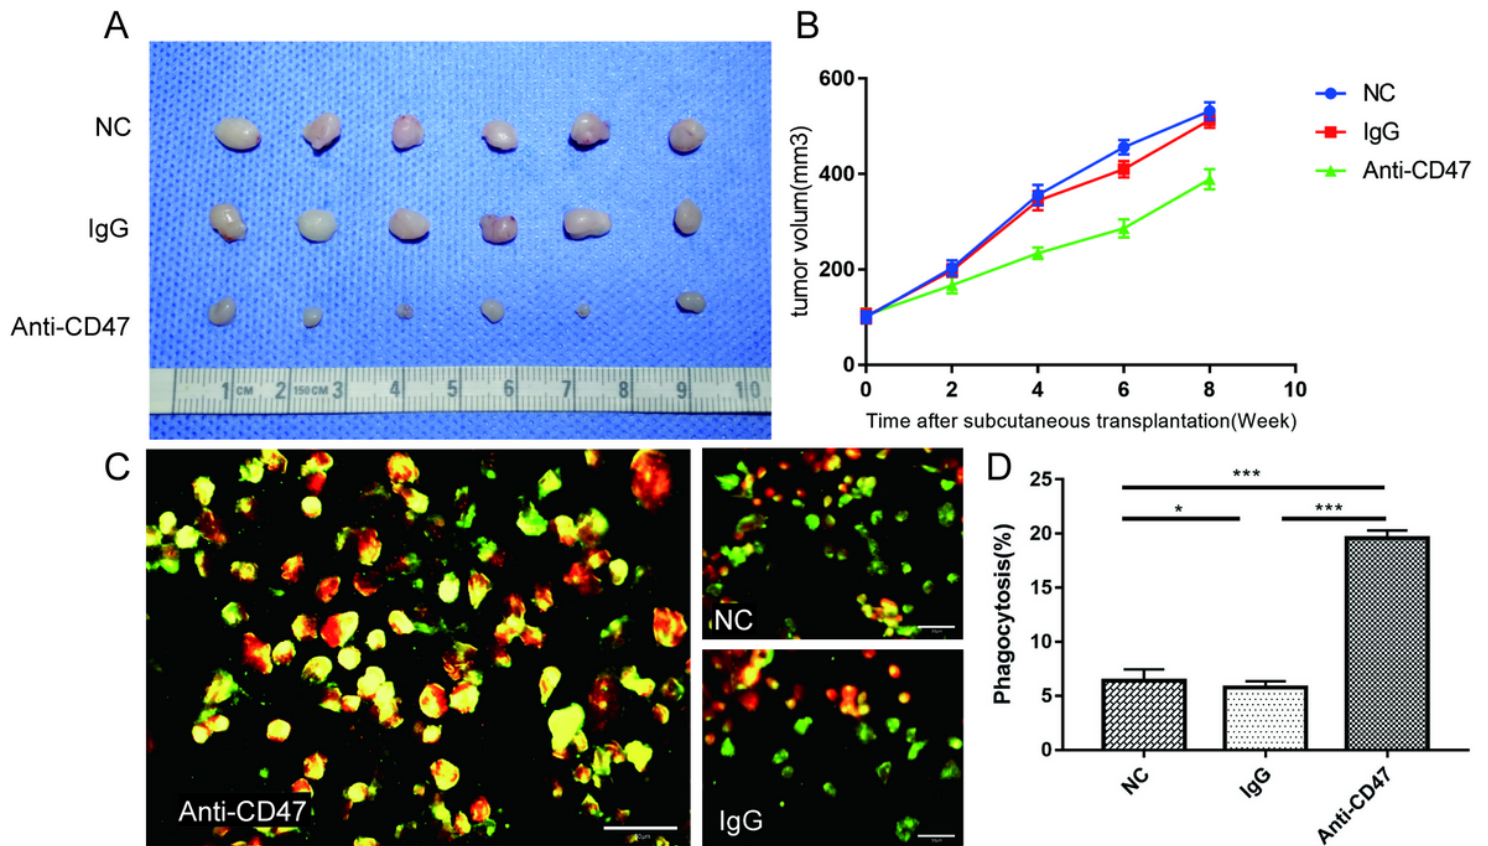 A
NC
IgG
Anti-CD47
1 CM 2 150CM 3 4 5 6 7 8 9 10
B
600
400
200
0
tumor volum(mm3)
0 2 4 6 8 10
Time after subcutaneous transplantation(Week)
NC
IgG
Anti-CD47
C
Anti-CD47
NC
IgG
D
25
20
15
10
5
0
Phagocytosis(%)
***
* ***
NC
IgG
Anti-CD47